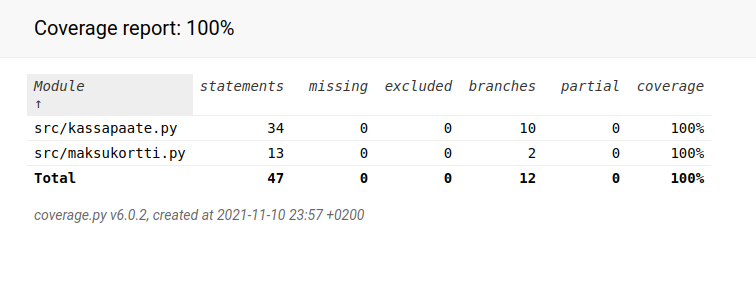 Coverage report: 100%
Module statements missing excluded branches partial coverage
↑
src/kassapaate.py 34 0 0 10 0 100%
src/maksukortti.py 13 0 0 2 0 100%
Total 47 0 0 12 0 100%
coverage.py v6.0.2, created at 2021-11-10 23:57 +0200